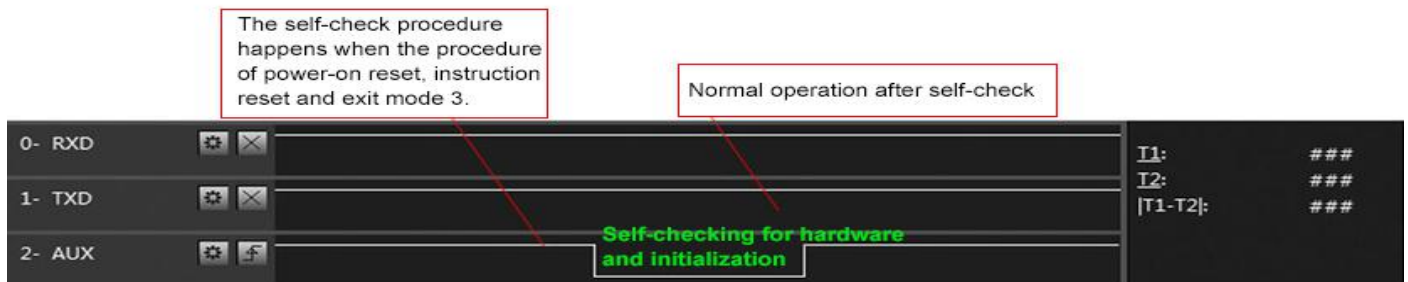 The self-check procedure
happens when the procedure
of power-on reset, instruction
reset and exit mode 3.
Normal operation after self-check
0- RXD
1- TXD
2- AUX
Self-checking for hardware
and initialization
T1: ###
T2: ###
|T1-T2|: ###